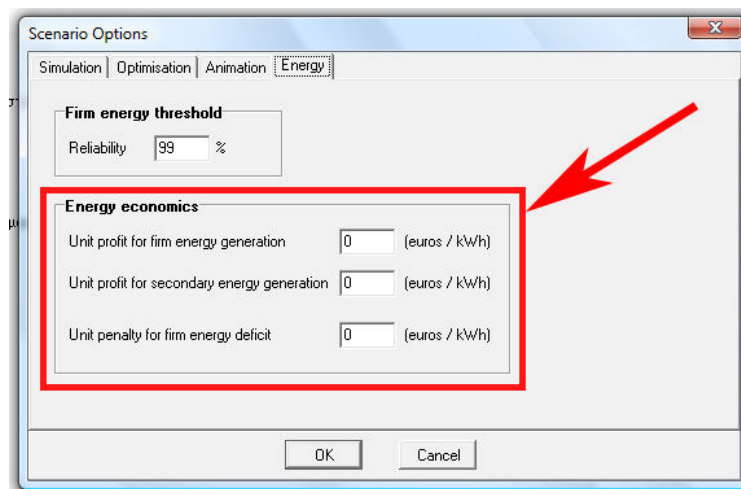 Scenario Options
Simulation Optimisation Animation Energy
Firm energy threshold
Reliability 99 %
Energy economics
Unit profit for firm energy generation 0 (euros / kWh)
Unit profit for secondary energy generation 0 (euros / kWh)
Unit penalty for firm energy deficit 0 (euros / kWh)
OK Cancel